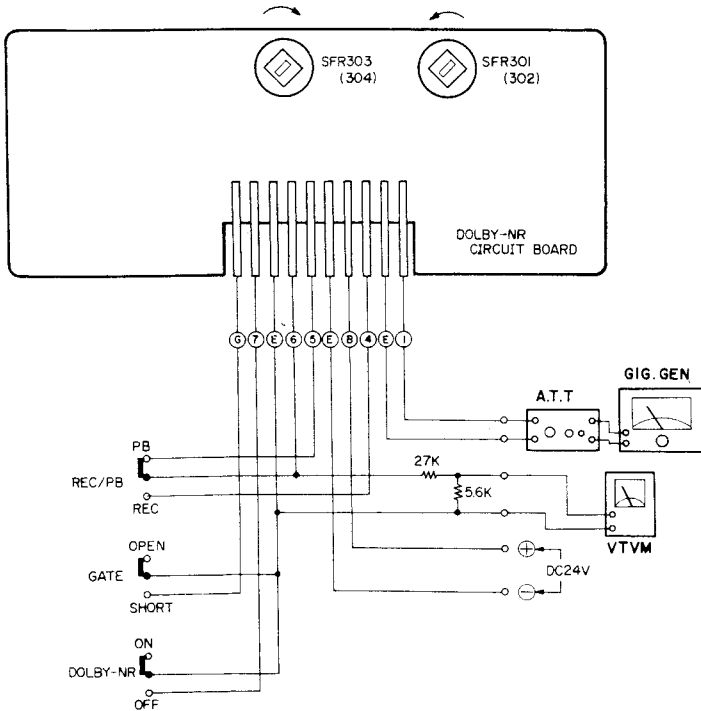 SFR303
(304)
SFR301
(302)
DOLBY-NR
CIRCUIT BOARD
G 7 E 6 5 E 8 4 E 1
GIG. GEN
A.T.T
PB
REC/PB
REC
27K
5.6K
VTVM
OPEN
GATE
SHORT
+
DC24V
−
ON
DOLBY-NR
OFF